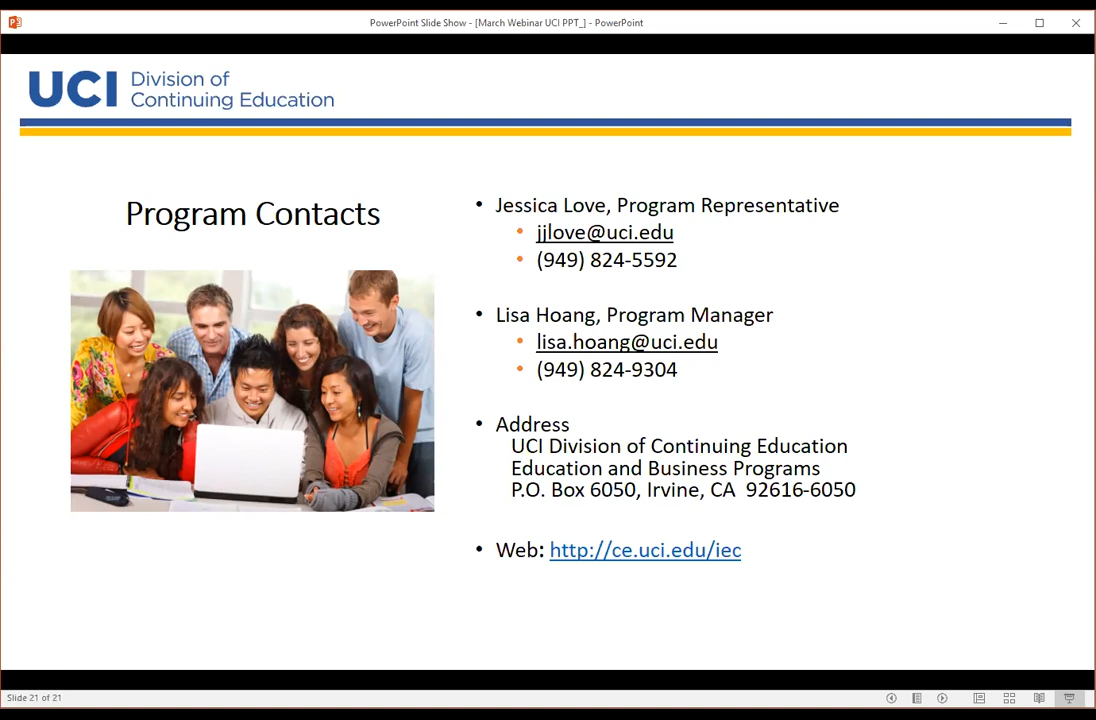 PowerPoint Slide Show - [March Webinar UCI PPT_] - PowerPoint
UCI Division of
Continuing Education
Program Contacts
• Jessica Love, Program Representative
• jjlove@uci.edu
• (949) 824-5592
• Lisa Hoang, Program Manager
• lisa.hoang@uci.edu
• (949) 824-9304
• Address
UCI Division of Continuing Education
Education and Business Programs
P.O. Box 6050, Irvine, CA 92616-6050
• Web: http://ce.uci.edu/iec
Slide 21 of 21